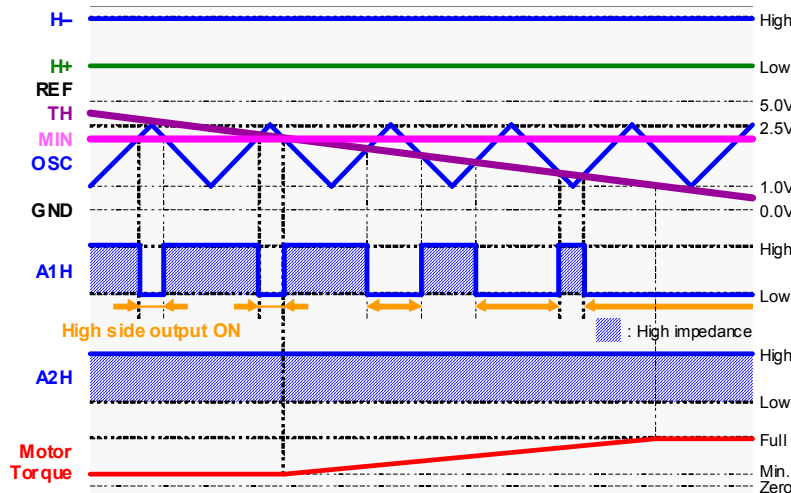 H– High
H+ Low
REF 5.0V
TH
2.5V
MIN
OSC
1.0V
GND 0.0V
High
A1H
Low
High side output ON
: High impedance
High
A2H
Low
Full
Motor
Torque
Min.
Zero